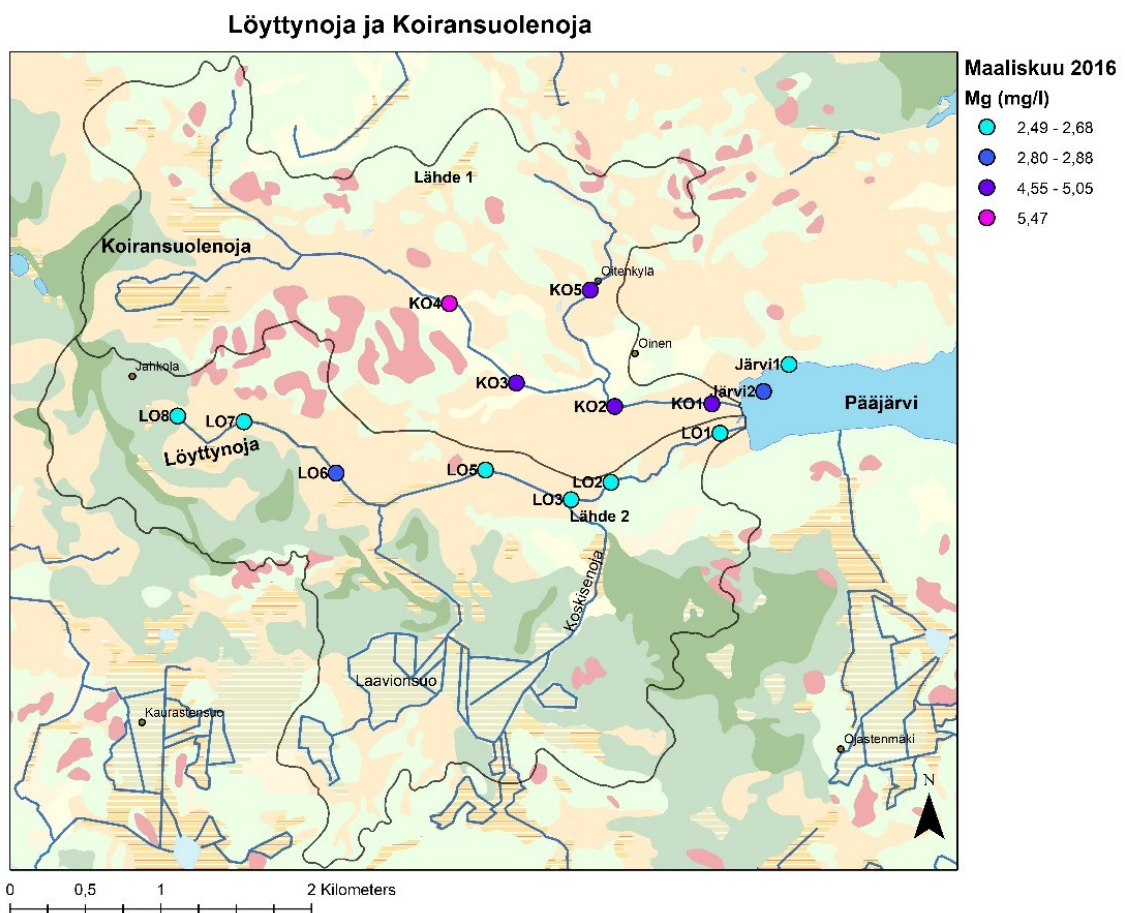 Löyttynoja ja Koiransuolenoja
Maaliskuu 2016
Mg (mg/l)
2,49 - 2,68
2,80 - 2,88
4,55 - 5,05
5,47
Lähde 1
Koiransuolenoja
Oitenkylä
KO5
KO4
Oinen
Järvi1
Jahkola
KO3
Järvi2
KO2
KO1
Pääjärvi
LO8
LO7
LO1
Löyttynoja
LO6
LO5
LO2
LO3
Lähde 2
Koskisenoja
Laavionsuo
Kaurastensuo
Ojastenmäki
N
0 0,5 1 2 Kilometers